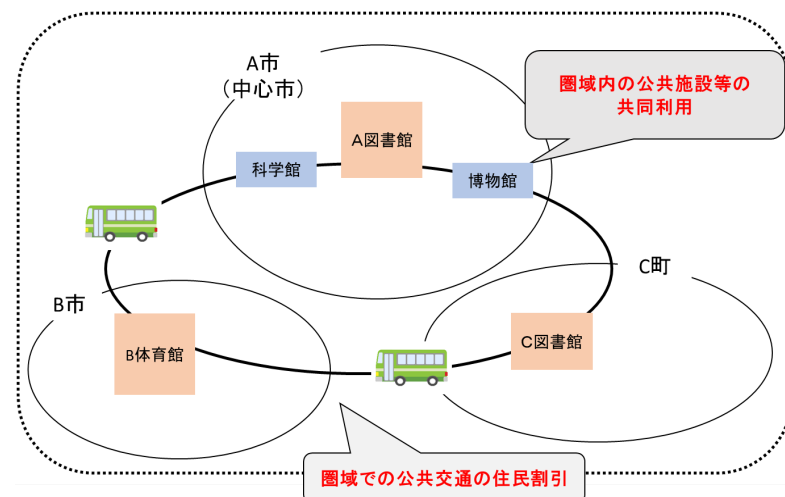 A市
（中心市）
圏域内の公共施設等の
共同利用
A図書館
科学館
博物館
C町
B市
B体育館
C図書館
圏域での公共交通の住民割引